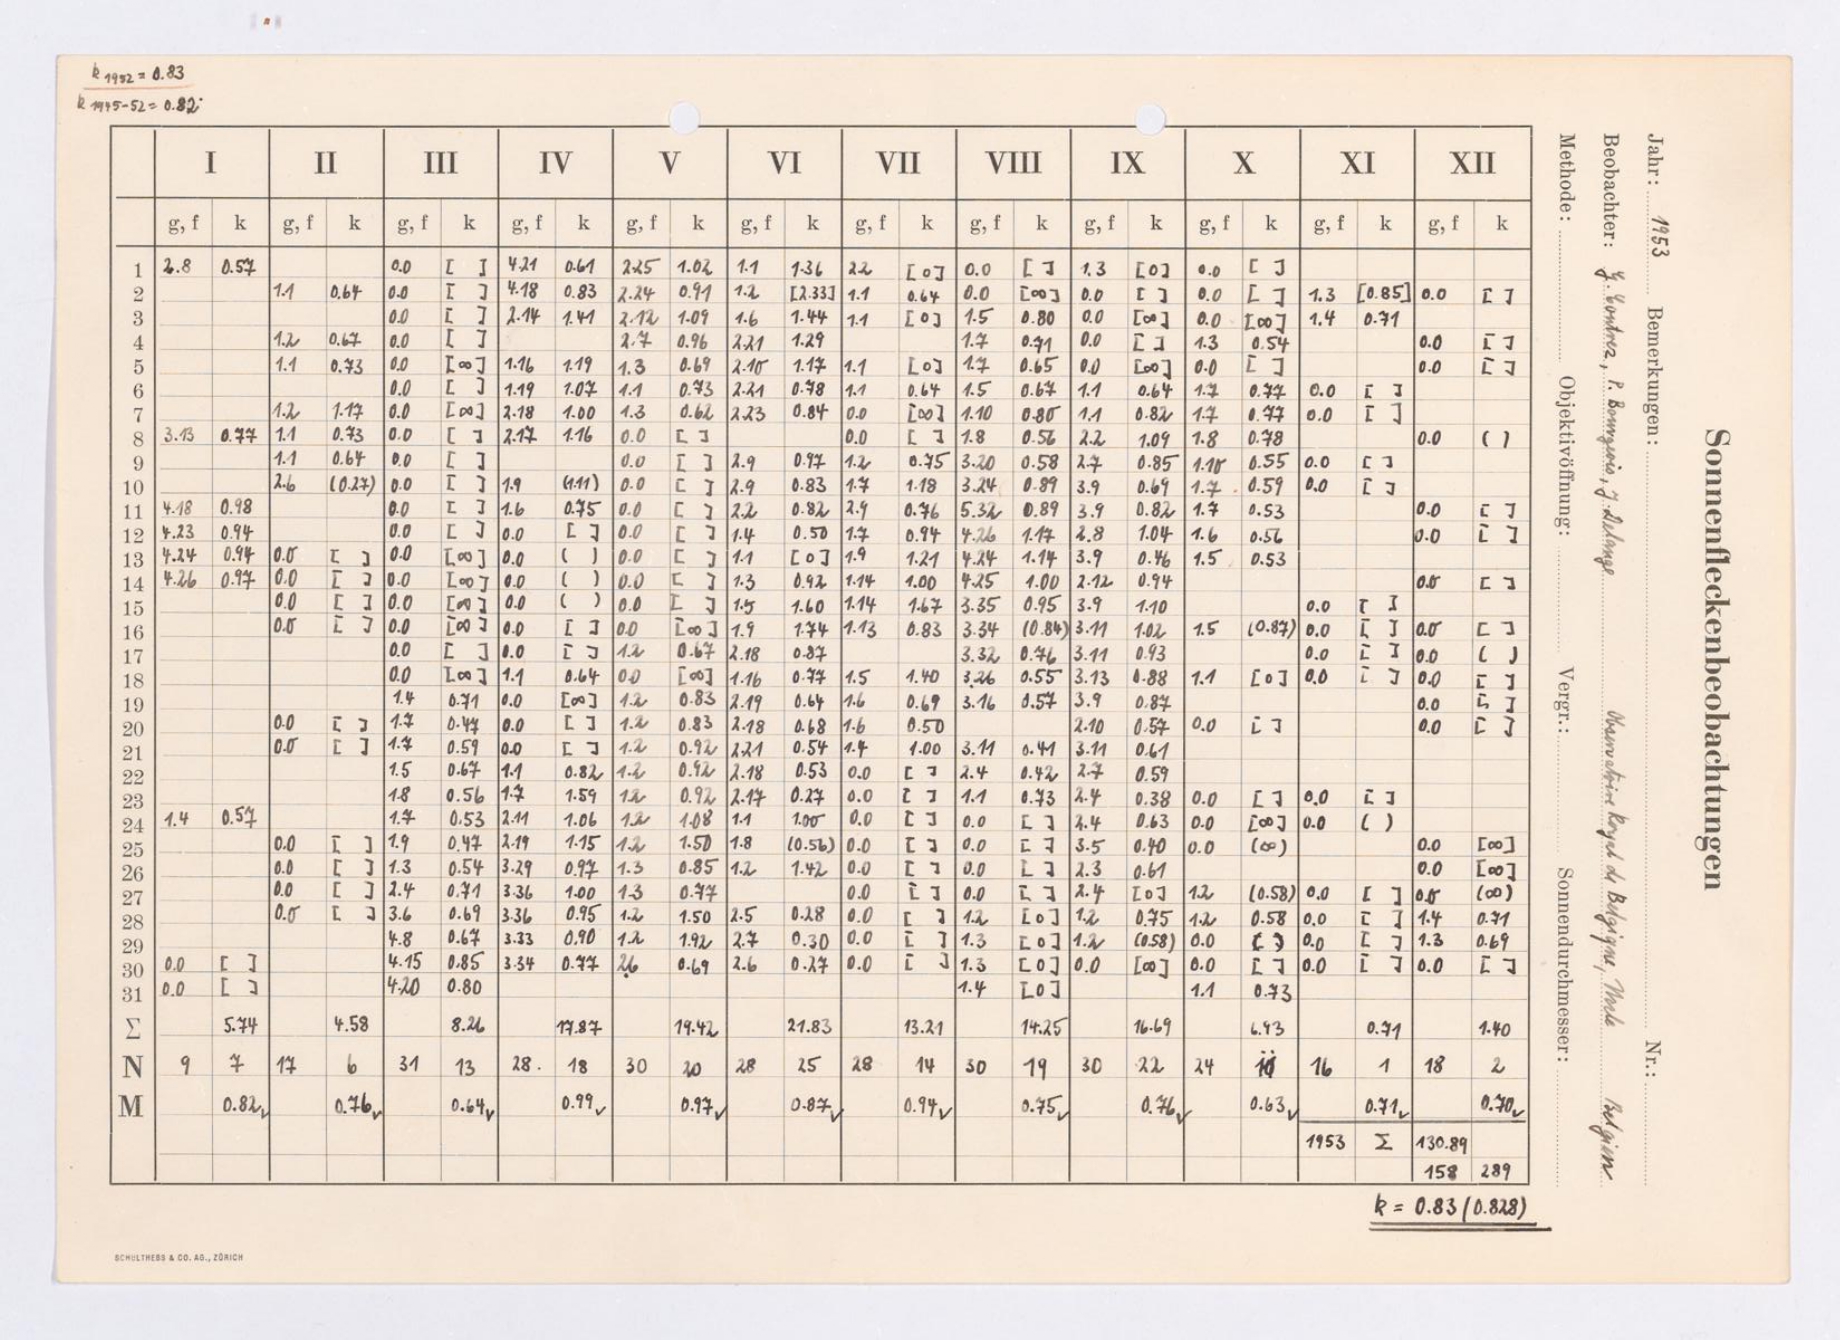 k 1952 = 0.83
k 1945-52 = 0.82
I II III IV V VI VII VIII IX X XI XII
g, f k g, f k g, f k g, f k g, f k g, f k g, f k g, f k g, f k g, f k g, f k g, f k
1 2.8 0.57 0.0 [ ] 4.21 0.61 2.25 1.02 1.1 1.36 2.2 [0] 0.0 [ ] 1.3 [0] 0.0 [ ]
2 1.1 0.64 0.0 [ ] 4.18 0.83 2.24 0.91 1.2 [2.33] 1.1 0.64 0.0 [∞] 0.0 [ ] 0.0 [ ] 1.3 [0.85] 0.0 [ ]
3 0.0 [ ] 2.14 1.41 2.12 1.09 1.6 1.44 1.1 [0] 1.5 0.80 0.0 [∞] 0.0 [∞] 1.4 0.71
4 1.2 0.67 0.0 [ ] 2.7 0.96 2.21 1.29 1.7 0.71 0.0 [ ] 1.3 0.54 0.0 [ ]
5 1.1 0.73 0.0 [∞] 1.16 1.19 1.3 0.69 2.10 1.17 1.1 [0] 1.7 0.65 0.0 [∞] 0.0 [ ] 0.0 [ ]
6 0.0 [ ] 1.19 1.07 1.1 0.73 2.21 0.78 1.1 0.64 1.5 0.67 1.1 0.64 1.7 0.77 0.0 [ ]
7 1.2 1.17 0.0 [∞] 2.18 1.00 1.3 0.62 2.23 0.84 0.0 [∞] 1.10 0.80 1.1 0.82 1.7 0.77 0.0 [ ]
8 3.13 0.77 1.1 0.73 0.0 [ ] 2.17 1.16 0.0 [ ] 0.0 [ ] 1.8 0.56 2.2 1.09 1.8 0.78 0.0 ( )
9 1.1 0.64 0.0 [ ] 0.0 [ ] 2.9 0.97 1.2 0.75 3.20 0.58 2.7 0.85 1.10 0.55 0.0 [ ]
10 2.6 (0.27) 0.0 [ ] 1.9 (1.11) 0.0 [ ] 2.9 0.83 1.7 1.18 3.24 0.89 3.9 0.69 1.7 0.59 0.0 [ ]
11 4.18 0.98 0.0 [ ] 1.6 0.75 0.0 [ ] 2.2 0.82 2.9 0.76 5.32 0.89 3.9 0.82 1.7 0.53 0.0 [ ]
12 4.23 0.94 0.0 [ ] 0.0 [ ] 0.0 [ ] 1.4 0.50 1.7 0.94 4.26 1.17 2.8 1.04 1.6 0.56 0.0 [ ]
13 4.24 0.94 0.0 [ ] 0.0 [∞] 0.0 ( ) 0.0 [ ] 1.1 [0] 1.9 1.21 4.24 1.14 3.9 0.46 1.5 0.53
14 4.26 0.97 0.0 [ ] 0.0 [∞] 0.0 ( ) 0.0 [ ] 1.3 0.92 1.14 1.00 4.25 1.00 2.12 0.94 0.0 [ ]
15 0.0 [ ] 0.0 [∞] 0.0 ( ) 0.0 [ ] 1.5 1.60 1.14 1.67 3.35 0.95 3.9 1.10 0.0 [ ]
16 0.0 [ ] 0.0 [∞] 0.0 [ ] 0.0 [∞] 1.9 1.74 1.13 0.83 3.34 (0.84) 3.11 1.02 1.5 (0.87) 0.0 [ ] 0.0 [ ]
17 0.0 [ ] 0.0 [ ] 1.2 0.67 2.18 0.87 3.32 0.76 3.11 0.93 0.0 [ ] 0.0 ( )
18 0.0 [∞] 1.1 0.64 0.0 [∞] 1.16 0.77 1.5 1.40 3.26 0.55 3.13 0.88 1.1 [0] 0.0 [ ] 0.0 [ ]
19 1.4 0.71 0.0 [∞] 1.2 0.83 2.19 0.64 1.6 0.69 3.16 0.57 3.9 0.87 0.0 [ ]
20 0.0 [ ] 1.7 0.47 0.0 [ ] 1.2 0.83 2.18 0.68 1.6 0.50 2.10 0.57 0.0 [ ] 0.0 [ ]
21 0.0 [ ] 1.7 0.59 0.0 [ ] 1.2 0.92 2.21 0.54 1.4 1.00 3.11 0.41 3.11 0.61
22 1.5 0.67 1.1 0.82 1.2 0.92 2.18 0.53 0.0 [ ] 2.4 0.42 2.7 0.59
23 1.8 0.56 1.7 1.59 1.2 0.92 2.17 0.27 0.0 [ ] 1.1 0.73 2.4 0.38 0.0 [ ] 0.0 [ ]
24 1.4 0.57 1.7 0.53 2.11 1.06 1.2 1.08 1.1 1.00 0.0 [ ] 0.0 [ ] 2.4 0.63 0.0 [∞] 0.0 ( )
25 0.0 [ ] 1.9 0.47 2.19 1.15 1.2 1.50 1.8 (0.56) 0.0 [ ] 0.0 [ ] 3.5 0.40 0.0 (∞) 0.0 [∞]
26 0.0 [ ] 1.3 0.54 3.29 0.97 1.3 0.85 1.2 1.42 0.0 [ ] 0.0 [ ] 2.3 0.61 0.0 [∞]
27 0.0 [ ] 2.4 0.71 3.36 1.00 1.3 0.77 0.0 [ ] 0.0 [ ] 2.4 [0] 1.2 (0.58) 0.0 [ ] 0.0 (∞)
28 0.0 [ ] 3.6 0.69 3.36 0.95 1.2 1.50 2.5 0.28 0.0 [ ] 1.2 [0] 1.2 0.75 1.2 0.58 0.0 [ ] 1.4 0.71
29 4.8 0.67 3.33 0.90 1.2 1.92 2.7 0.30 0.0 [ ] 1.3 [0] 1.2 (0.58) 0.0 [ ] 0.0 [ ] 1.3 0.69
30 0.0 [ ] 4.15 0.85 3.34 0.77 2.6 0.69 2.6 0.27 0.0 [ ] 1.3 [0] 0.0 [∞] 0.0 [ ] 0.0 [ ] 0.0 [ ]
31 0.0 [ ] 4.20 0.80 1.4 [0] 1.1 0.73
Σ 5.74 4.58 8.26 17.87 19.42 21.83 13.21 14.25 16.69 6.93 0.71 1.40
N 9 7 17 6 31 13 28. 18 30 20 28 25 28 14 30 19 30 22 24 11 16 1 18 2
M 0.82 0.76 0.64 0.99 0.97 0.87 0.94 0.75 0.76 0.63 0.71 0.70
1953 Σ 130.89
158 289
k = 0.83 (0.828)
SCHULTHESS & CO. AG., ZÜRICH
Sonnenfleckenbeobachtungen
Jahr: 1953 Bemerkungen: Nr.:
Beobachter: P. Bourgeois, Observatoire Royal de Belgique, Uccle Belgien
Methode: Objektivöffnung: Vergr.: Sonnendurchmesser: